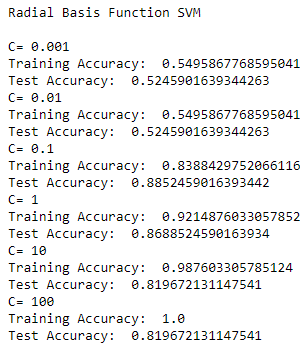 Radial Basis Function SVM
C= 0.001
Training Accuracy:  0.5495867768595041
Test Accuracy:  0.5245901639344263
C= 0.01
Training Accuracy:  0.5495867768595041
Test Accuracy:  0.5245901639344263
C= 0.1
Training Accuracy:  0.8388429752066116
Test Accuracy:  0.8852459016393442
C= 1
Training Accuracy:  0.9214876033057852
Test Accuracy:  0.8688524590163934
C= 10
Training Accuracy:  0.987603305785124
Test Accuracy:  0.819672131147541
C= 100
Training Accuracy:  1.0
Test Accuracy:  0.819672131147541